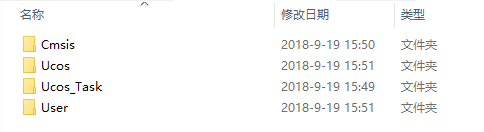 名称 修改日期 类型
Cmsis 2018-9-19 15:50 文件夹
Ucos 2018-9-19 15:51 文件夹
Ucos_Task 2018-9-19 15:49 文件夹
User 2018-9-19 15:51 文件夹